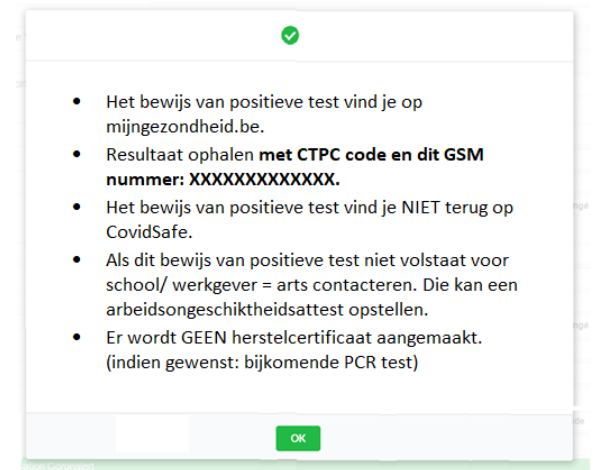 • Het bewijs van positieve test vind je op
mijngezondheid.be.
• Resultaat ophalen met CTPC code en dit GSM
nummer: XXXXXXXXXXXXX.
• Het bewijs van positieve test vind je NIET terug op
CovidSafe.
• Als dit bewijs van positieve test niet volstaat voor
school/ werkgever = arts contacteren. Die kan een
arbeidsongeschiktheidsattest opstellen.
• Er wordt GEEN herstelcertificaat aangemaakt.
(indien gewenst: bijkomende PCR test)
OK